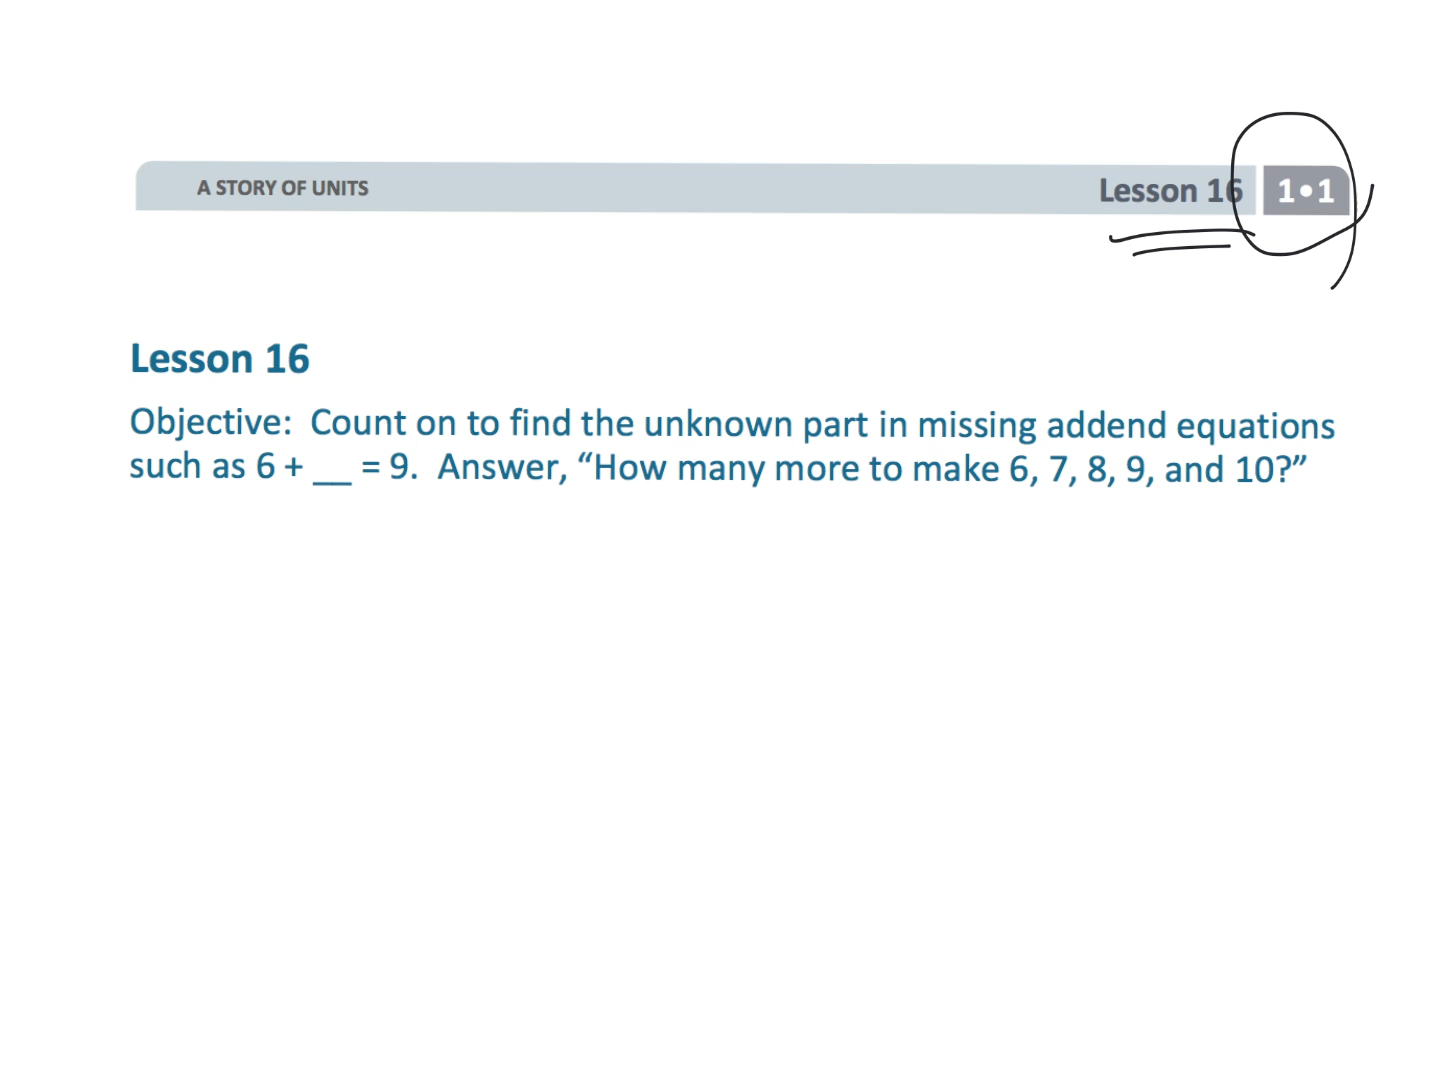 A STORY OF UNITS
Lesson 16
1•1
Lesson 16
Objective: Count on to find the unknown part in missing addend equations
such as 6 + __ = 9. Answer, “How many more to make 6, 7, 8, 9, and 10?”